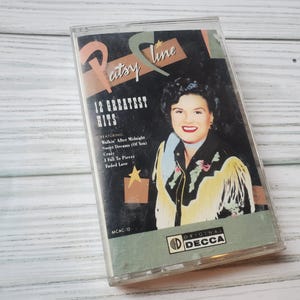 Patsy Cline
12 GREATEST
HITS
FEATURING
Walkin' After Midnight
Sweet Dreams (Of You)
Crazy
I Fall To Pieces
Faded Love
MCAC-12
ORIGINAL
DECCA